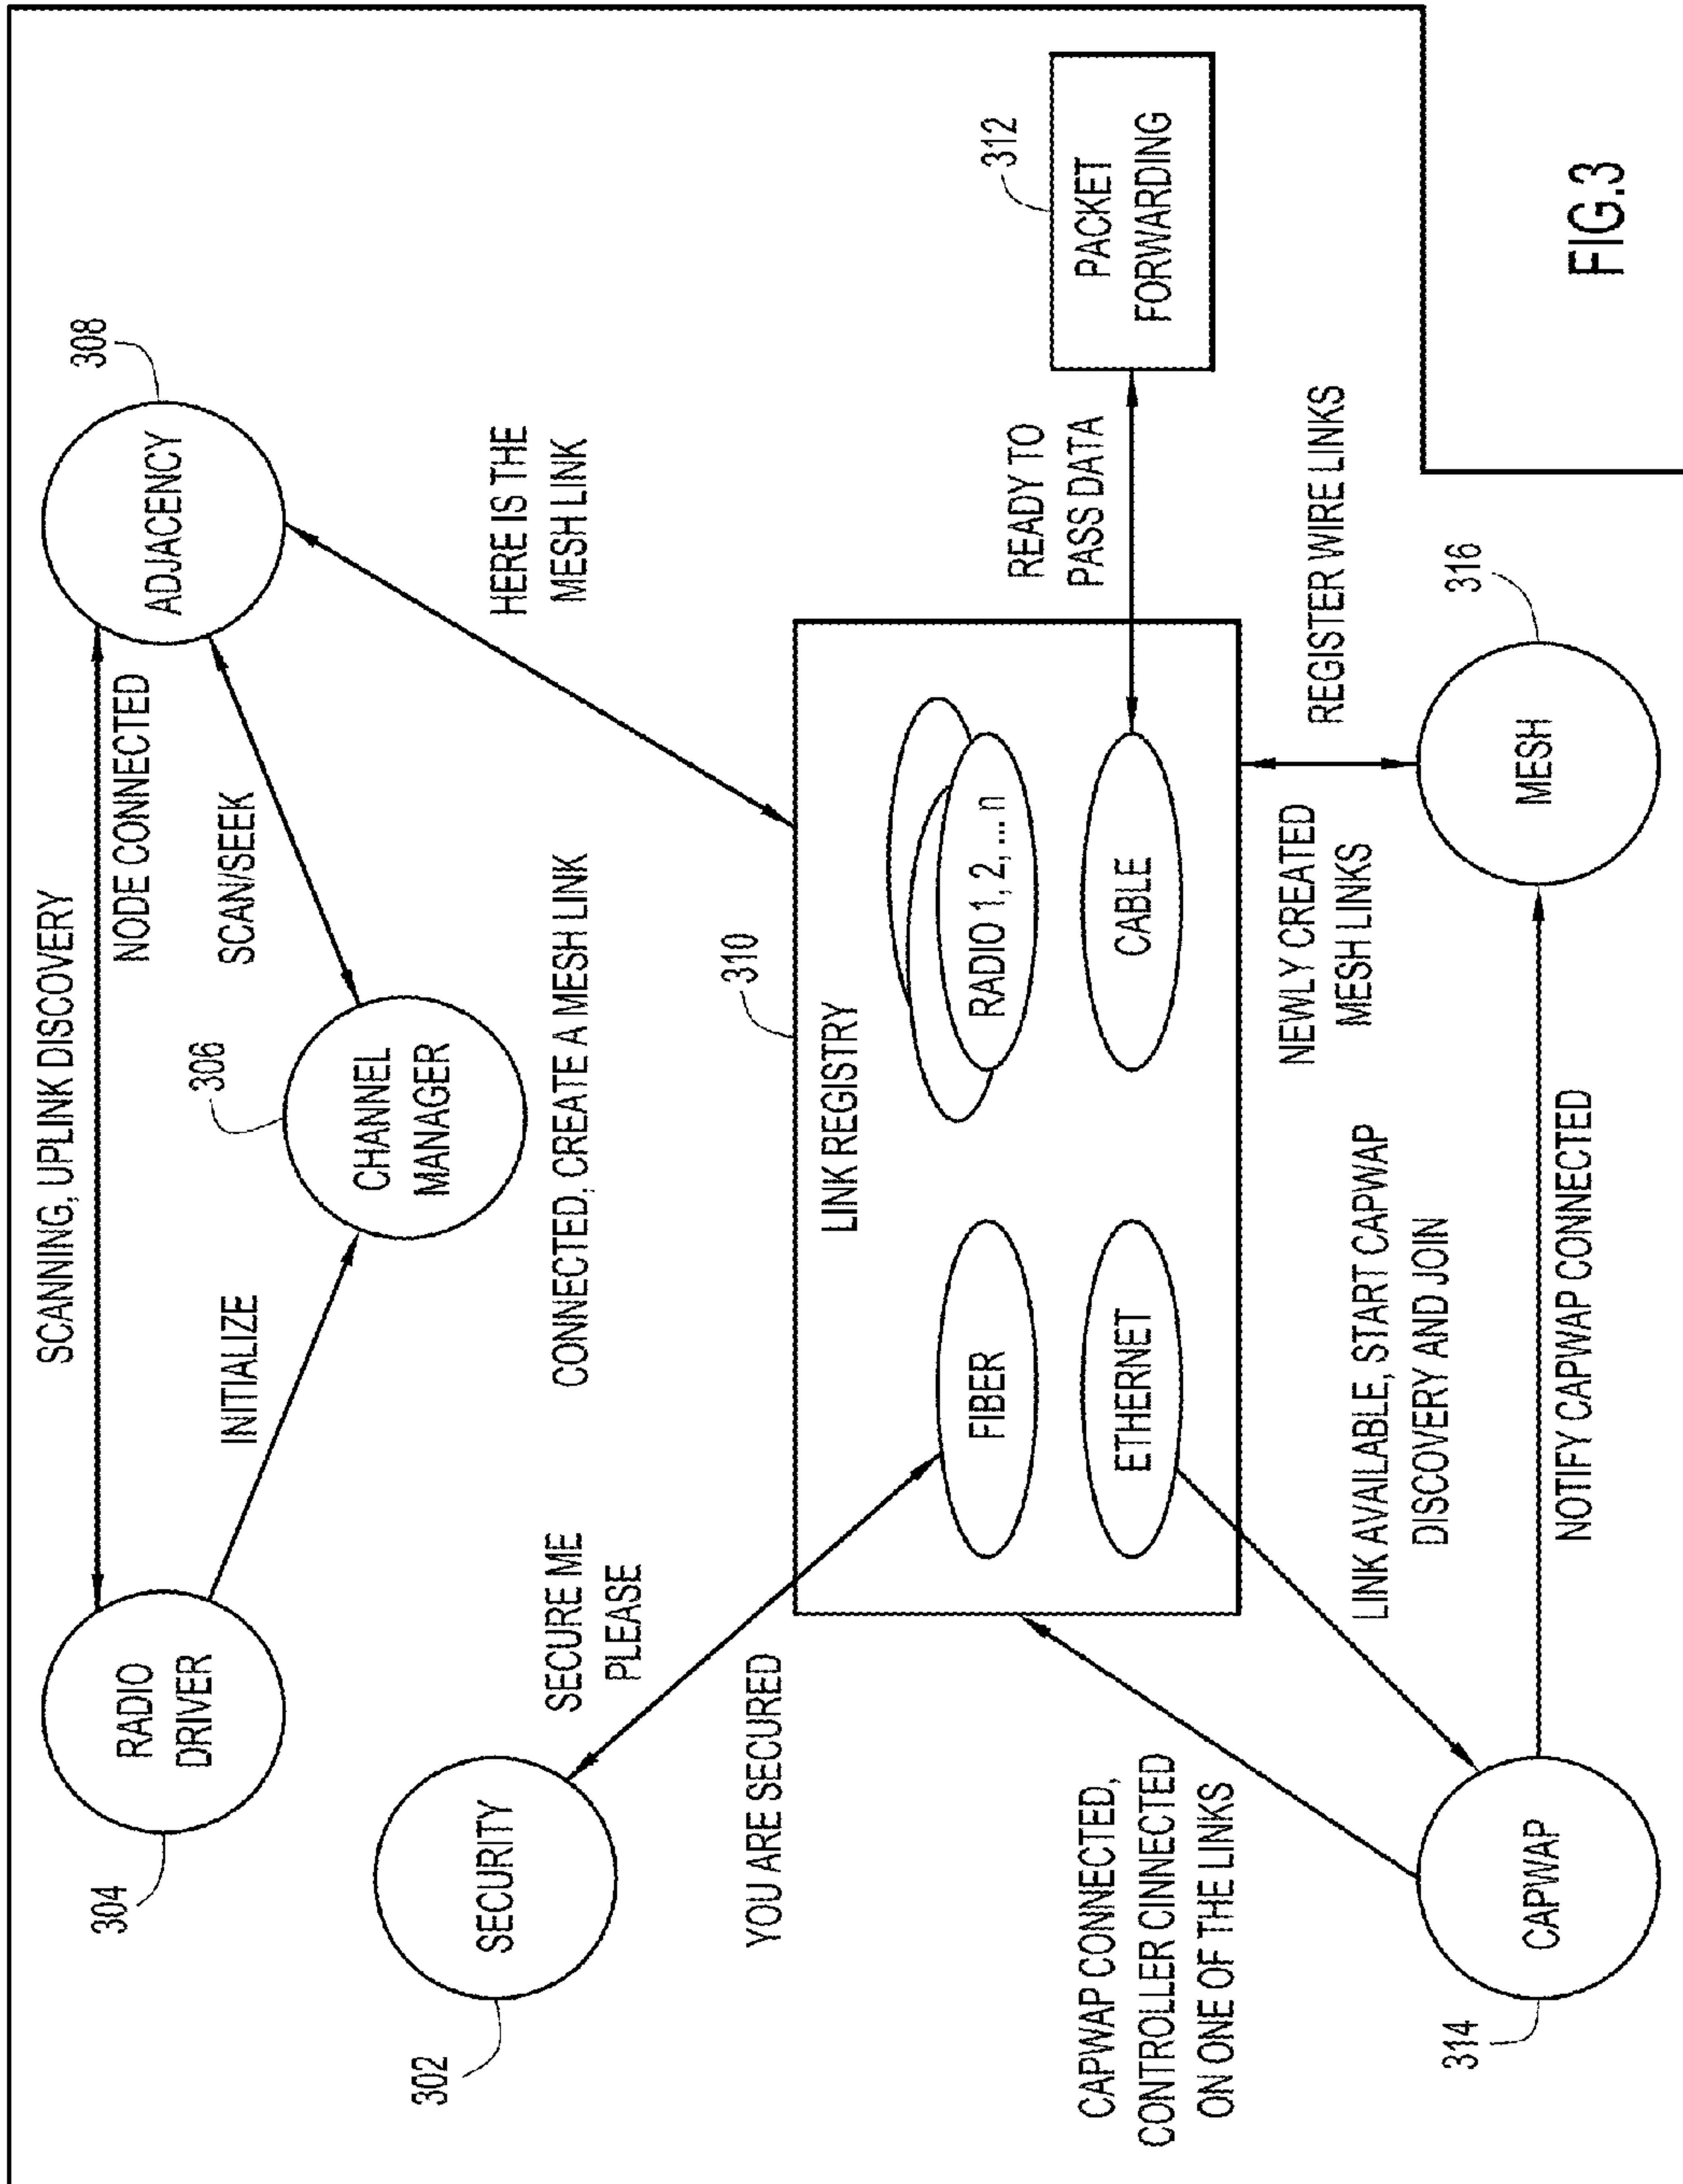 304
RADIO
DRIVER
SCANNING, UPLINK DISCOVERY
NODE CONNECTED
INITIALIZE
SCAN/SEEK
306
CHANNEL
MANAGER
308
ADJACENCY
302
SECURITY
SECURE ME
PLEASE
YOU ARE SECURED
CONNECTED, CREATE A MESH LINK
HERE IS THE
MESH LINK
310
LINK REGISTRY
FIBER
RADIO 1, 2, ... n
ETHERNET
CABLE
READY TO
PASS DATA
312
PACKET
FORWARDING
CAPWAP CONNECTED,
CONTROLLER CINNECTED
ON ONE OF THE LINKS
LINK AVAILABLE, START CAPWAP
DISCOVERY AND JOIN
NEWLY CREATED
MESH LINKS
REGISTER WIRE LINKS
314
CAPWAP
NOTIFY CAPWAP CONNECTED
316
MESH
FIG.3